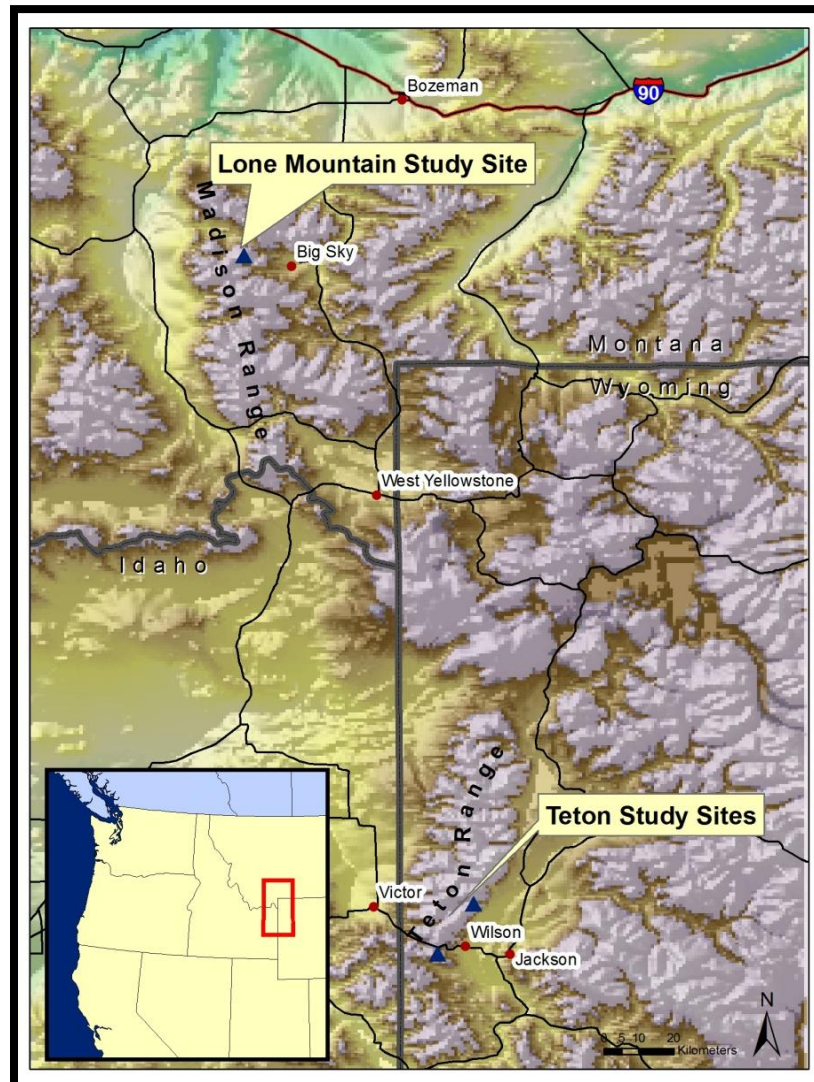 Bozeman
90
Lone Mountain Study Site
Madison Range
Big Sky
Montana
Wyoming
West Yellowstone
Idaho
Teton Range
Teton Study Sites
Victor
Wilson
Jackson
N
0 5 10 20
Kilometers